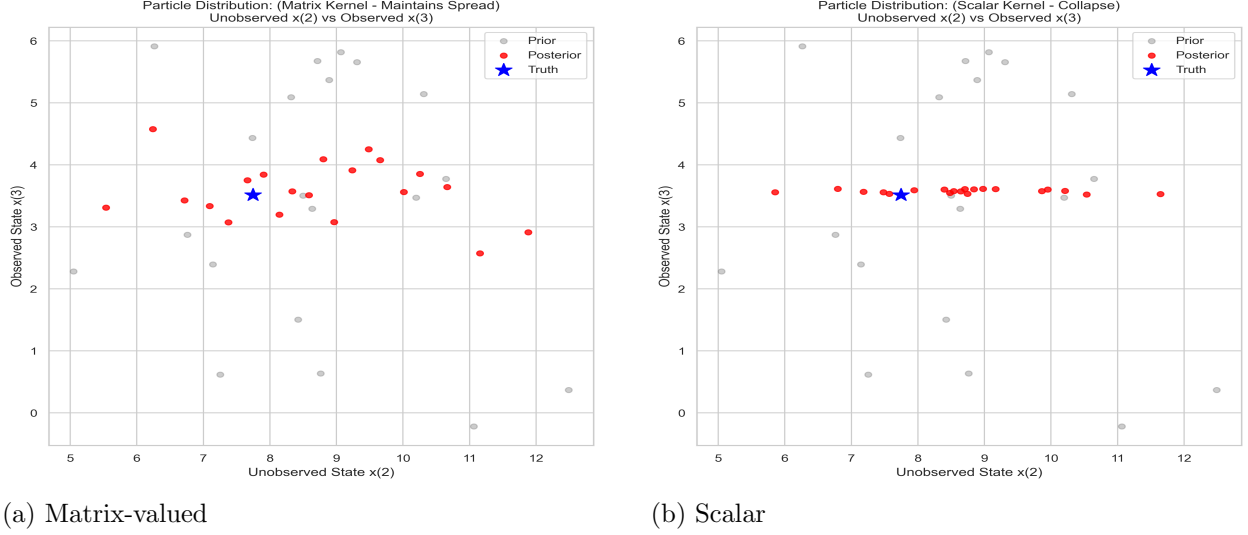 Particle Distribution: (Matrix Kernel - Maintains Spread)
Unobserved x(2) vs Observed x(3)
Prior
Posterior
Truth
6
5
4
3
2
1
0
Observed State x(3)
5 6 7 8 9 10 11 12
Unobserved State x(2)
(a) Matrix-valued
Particle Distribution: (Scalar Kernel - Collapse)
Unobserved x(2) vs Observed x(3)
Prior
Posterior
Truth
6
5
4
3
2
1
0
Observed State x(3)
5 6 7 8 9 10 11 12
Unobserved State x(2)
(b) Scalar